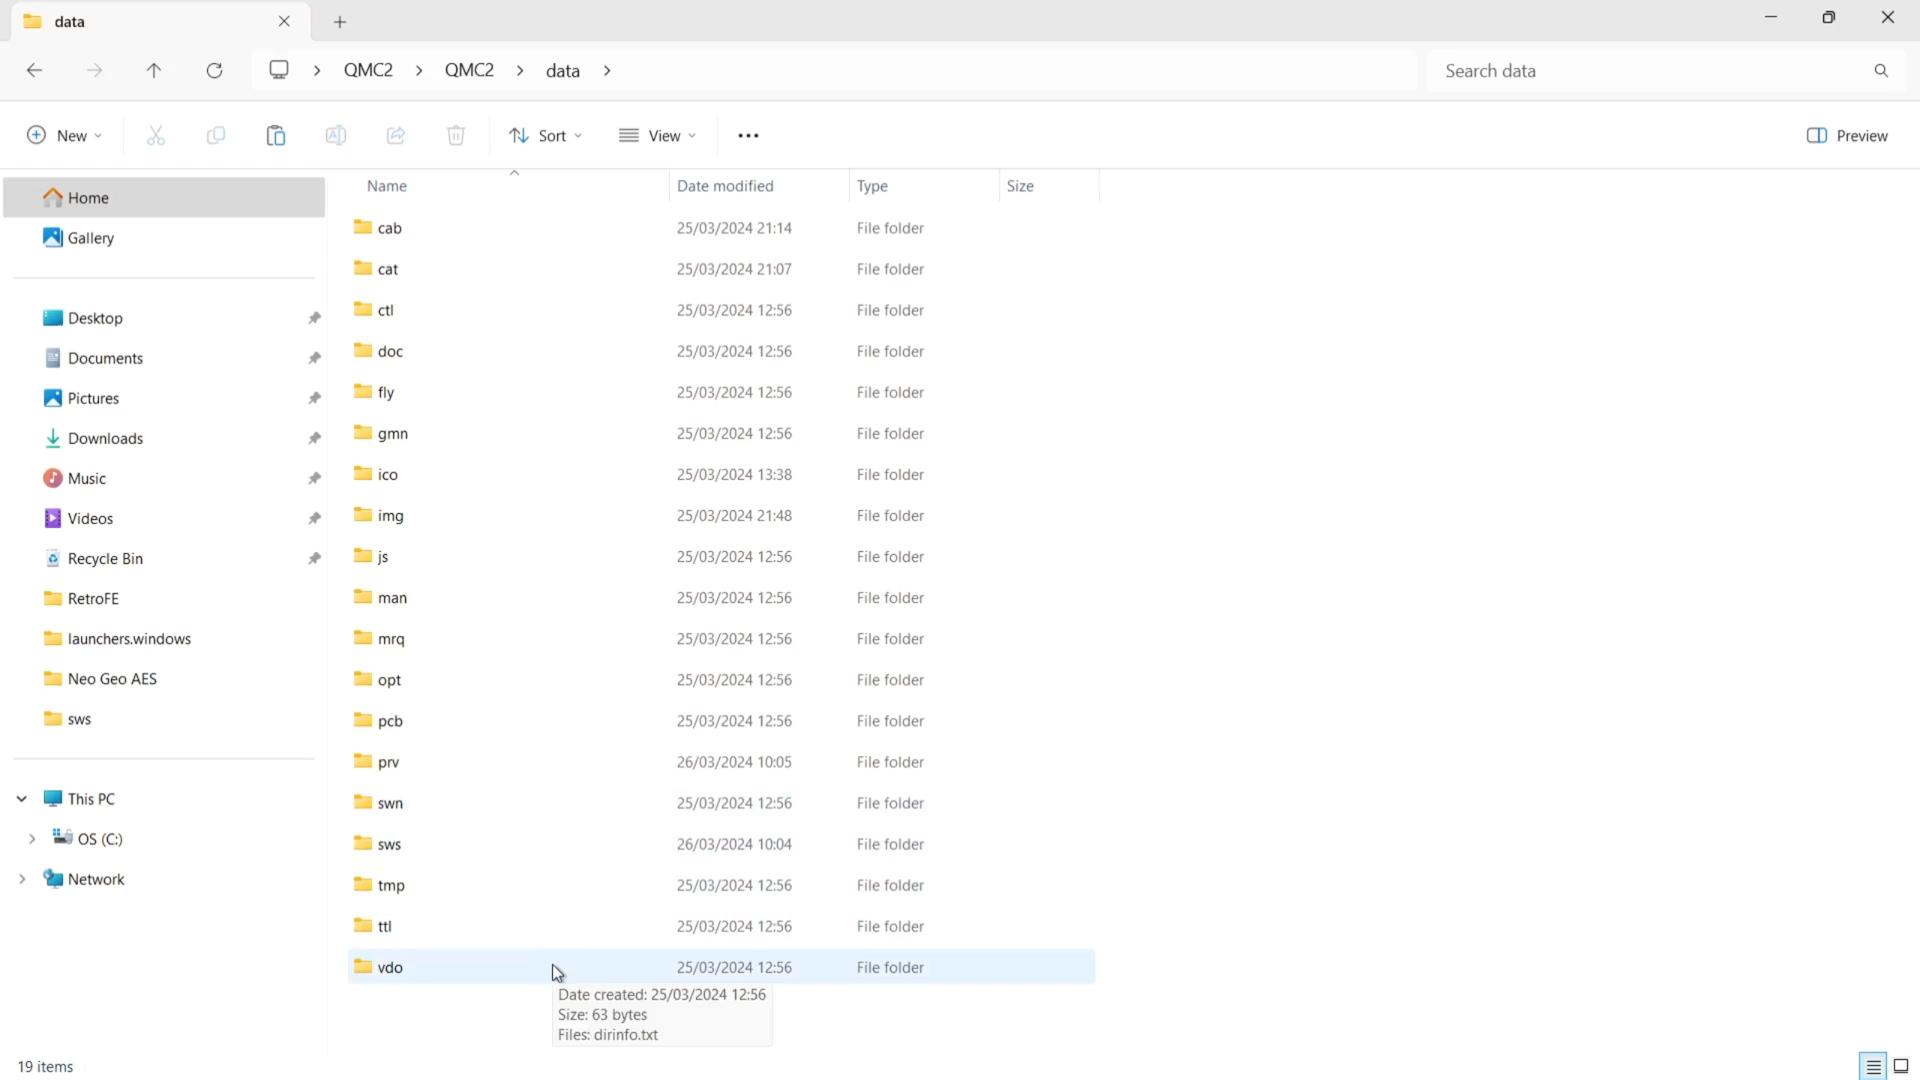 data
QMC2 > QMC2 > data >
Search data
New
Sort
View
Preview
Name Date modified Type Size
Home
Gallery
Desktop
Documents
Pictures
Downloads
Music
Videos
Recycle Bin
RetroFE
launchers.windows
Neo Geo AES
sws
This PC
OS (C:)
Network
cab 25/03/2024 21:14 File folder
cat 25/03/2024 21:07 File folder
ctl 25/03/2024 12:56 File folder
doc 25/03/2024 12:56 File folder
fly 25/03/2024 12:56 File folder
gmn 25/03/2024 12:56 File folder
ico 25/03/2024 13:38 File folder
img 25/03/2024 21:48 File folder
js 25/03/2024 12:56 File folder
man 25/03/2024 12:56 File folder
mrq 25/03/2024 12:56 File folder
opt 25/03/2024 12:56 File folder
pcb 25/03/2024 12:56 File folder
prv 26/03/2024 10:05 File folder
swn 25/03/2024 12:56 File folder
sws 26/03/2024 10:04 File folder
tmp 25/03/2024 12:56 File folder
ttl 25/03/2024 12:56 File folder
vdo 25/03/2024 12:56 File folder
Date created: 25/03/2024 12:56
Size: 63 bytes
Files: dirinfo.txt
19 items